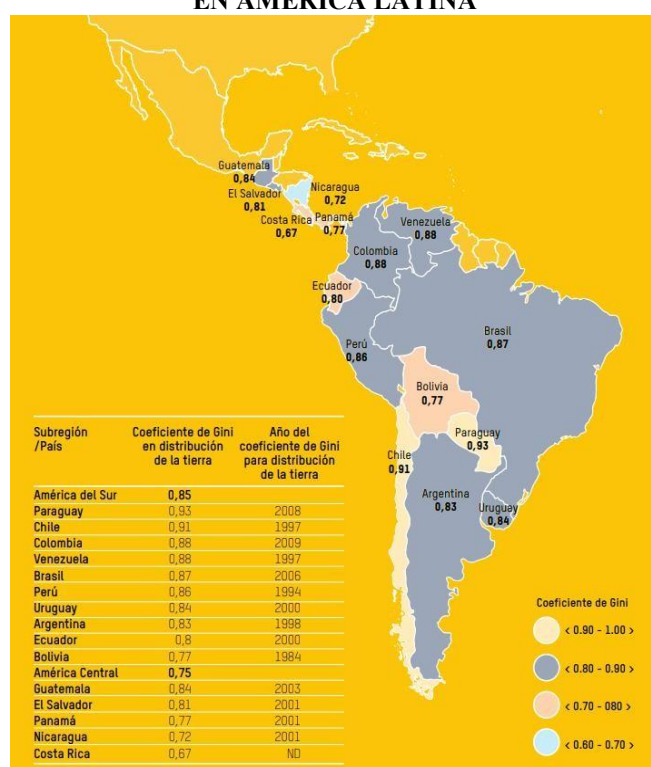 EN AMÉRICA LATINA
Guatemala
0,84
El Salvador
0,81
Nicaragua
0,72
Costa Rica
0,67
Panamá
0,77
Venezuela
0,88
Colombia
0,88
Ecuador
0,80
Perú
0,86
Brasil
0,87
Bolivia
0,77
Paraguay
0,93
Chile
0,91
Argentina
0,83
Uruguay
0,84
Subregión /País Coeficiente de Gini en distribución de la tierra Año del coeficiente de Gini para distribución de la tierra
América del Sur 0,85
Paraguay 0,93 2008
Chile 0,91 1997
Colombia 0,88 2009
Venezuela 0,88 1997
Brasil 0,87 2006
Perú 0,86 1994
Uruguay 0,84 2000
Argentina 0,83 1998
Ecuador 0,8 2000
Bolivia 0,77 1984
América Central 0,75
Guatemala 0,84 2003
El Salvador 0,81 2001
Panamá 0,77 2001
Nicaragua 0,72 2001
Costa Rica 0,67 ND
Coeficiente de Gini
< 0.90 - 1.00 >
< 0.80 - 0.90 >
< 0.70 - 080 >
< 0.60 - 0.70 >